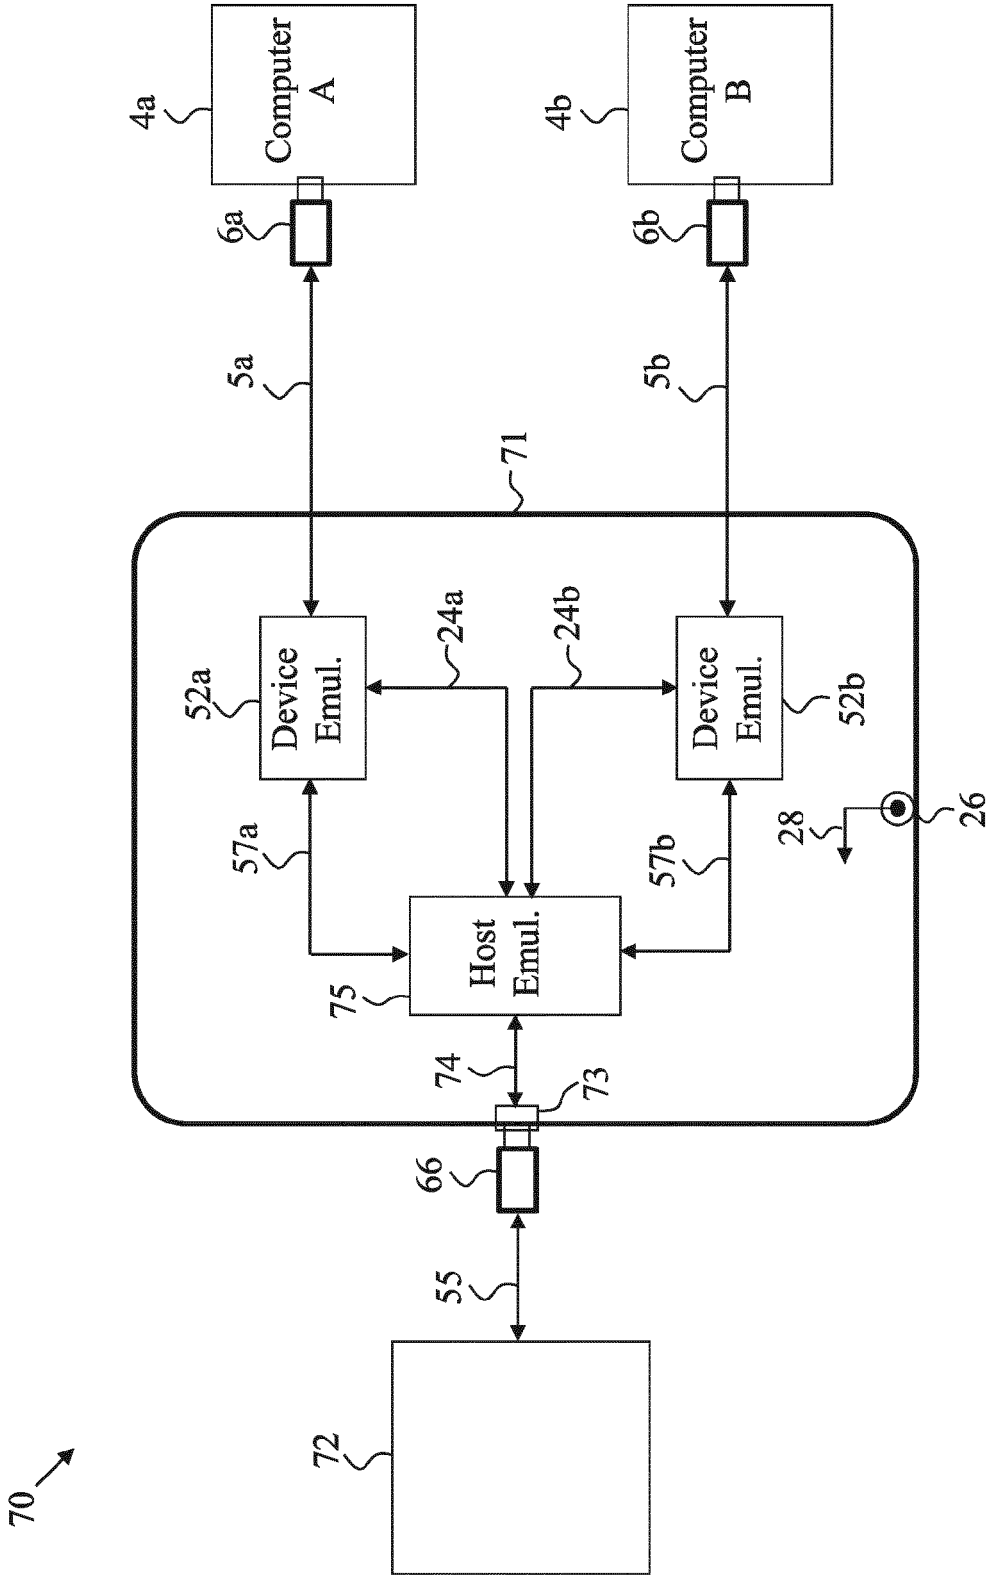 70
72
55
66
73
74
75
Host
Emul.
57a
57b
28
26
52a
Device
Emul.
52b
Device
Emul.
24a
24b
71
5a
5b
6a
6b
4a
Computer
A
4b
Computer
B